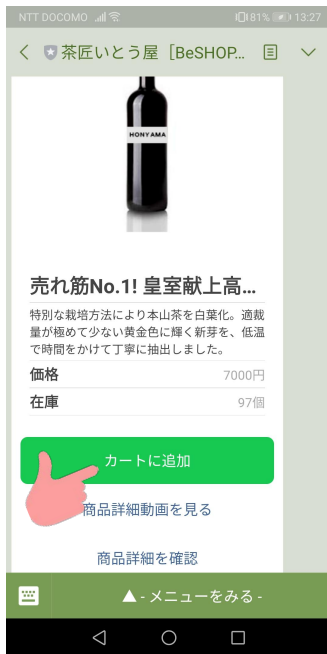 NTT DOCOMO 81% 13:27
茶匠いとう屋［BeSHOP...
HONYAMA
売れ筋No.1! 皇室献上高...
特別な栽培方法により本山茶を白葉化。適裁
量が極めて少ない黄金色に輝く新芽を、低温
で時間をかけて丁寧に抽出しました。
価格 7000円
在庫 97個
カートに追加
商品詳細動画を見る
商品詳細を確認
▲ - メニューをみる -